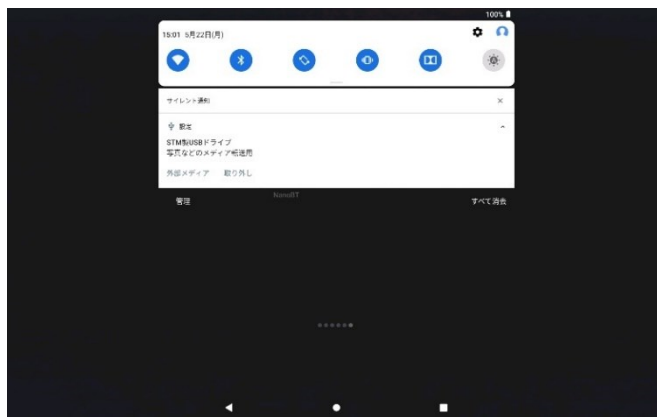 100%
15:01 5月22日(月)
サイレント通知
設定
STM製USBドライブ
写真などのメディア転送用
外部メディア 取り外し
管理
NanoBT
すべて消去